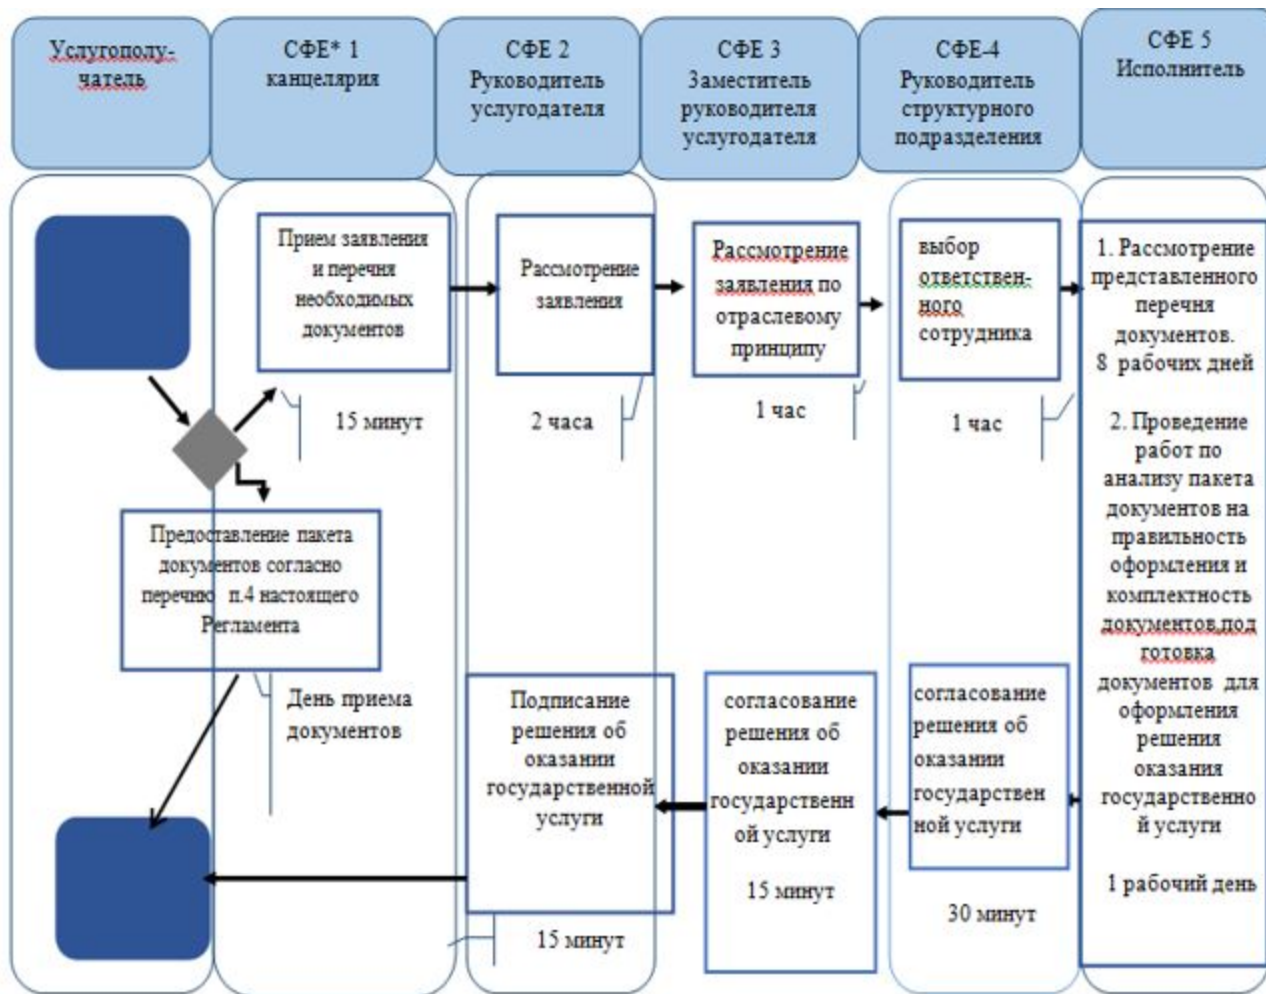 Услугополу-
чатель
СФЕ* 1
канцелярия
СФЕ 2
Руководитель
услугодателя
СФЕ 3
Заместитель
руководителя
услугодателя
СФЕ-4
Руководитель
структурного
подразделения
СФЕ 5
Исполнитель
Прием заявления
и перечня
необходимых
документов
15 минут
Рассмотрение
заявления
2 часа
Рассмотрение
заявления по
отраслевому
принципу
1 час
выбор
ответствен-
ного
сотрудника
1 час
1. Рассмотрение
представленного
перечня
документов.
8 рабочих дней
2. Проведение
работ по
анализу пакета
документов на
правильность
оформления и
комплектность
документов,под
готовка
документов для
оформления
решения
оказания
государственно
й услуги
1 рабочий день
Предоставление пакета
документов согласно
перечню п.4 настоящего
Регламента
День приема
документов
Подписание
решения об
оказании
государственной
услуги
15 минут
согласование
решения об
оказании
государственн
ой услуги
15 минут
согласование
решения об
оказании
государствен
ной услуги
30 минут